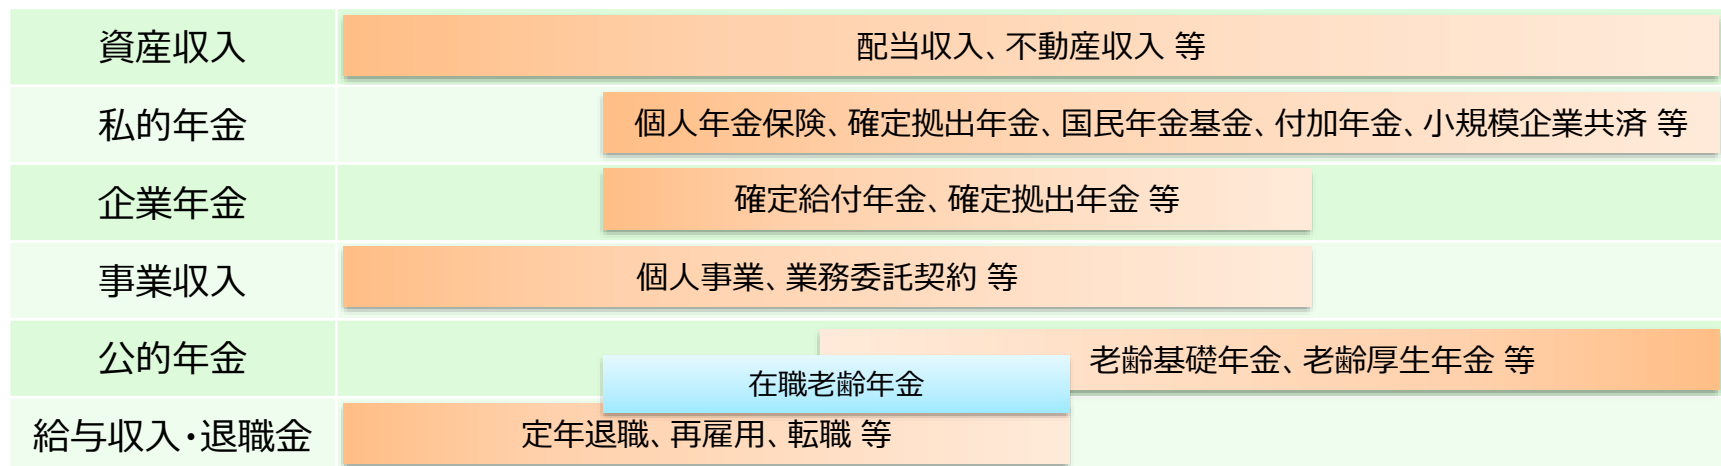 資産収入
配当収入、不動産収入 等
私的年金
個人年金保険、確定拠出年金、国民年金基金、付加年金、小規模企業共済 等
企業年金
確定給付年金、確定拠出年金 等
事業収入
個人事業、業務委託契約 等
公的年金
老齢基礎年金、老齢厚生年金 等
在職老齢年金
給与収入・退職金
定年退職、再雇用、転職 等